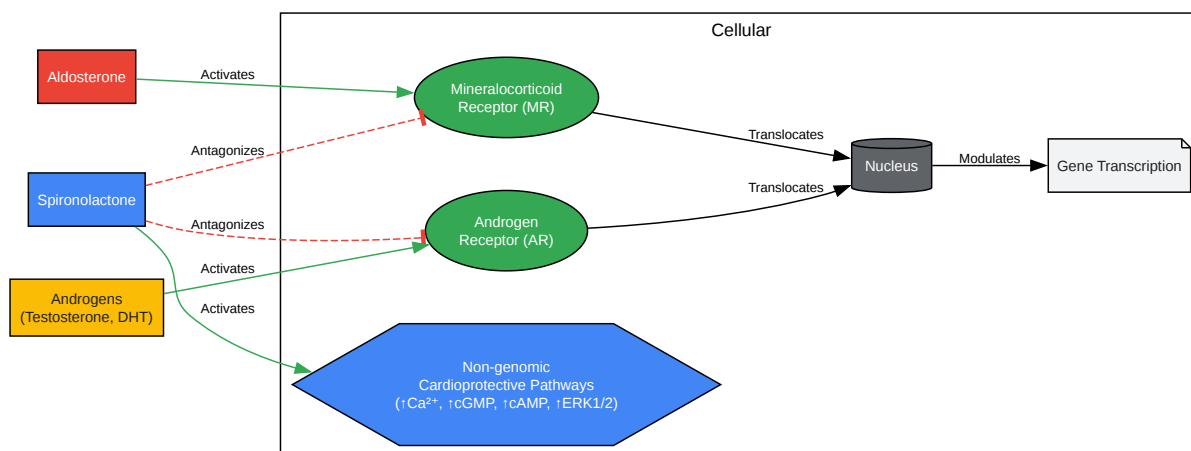 Cellular
Aldosterone
Activates
Mineralocorticoid
Receptor (MR)
Translocates
Antagonizes
Nucleus
Modulates
Gene Transcription
Translocates
Spironolactone
Antagonizes
Androgen
Receptor (AR)
Activates
Androgens
(Testosterone, DHT)
Activates
Non-genomic
Cardioprotective Pathways
(↑Ca²⁺, ↑cGMP, ↑cAMP, ↑ERK1/2)